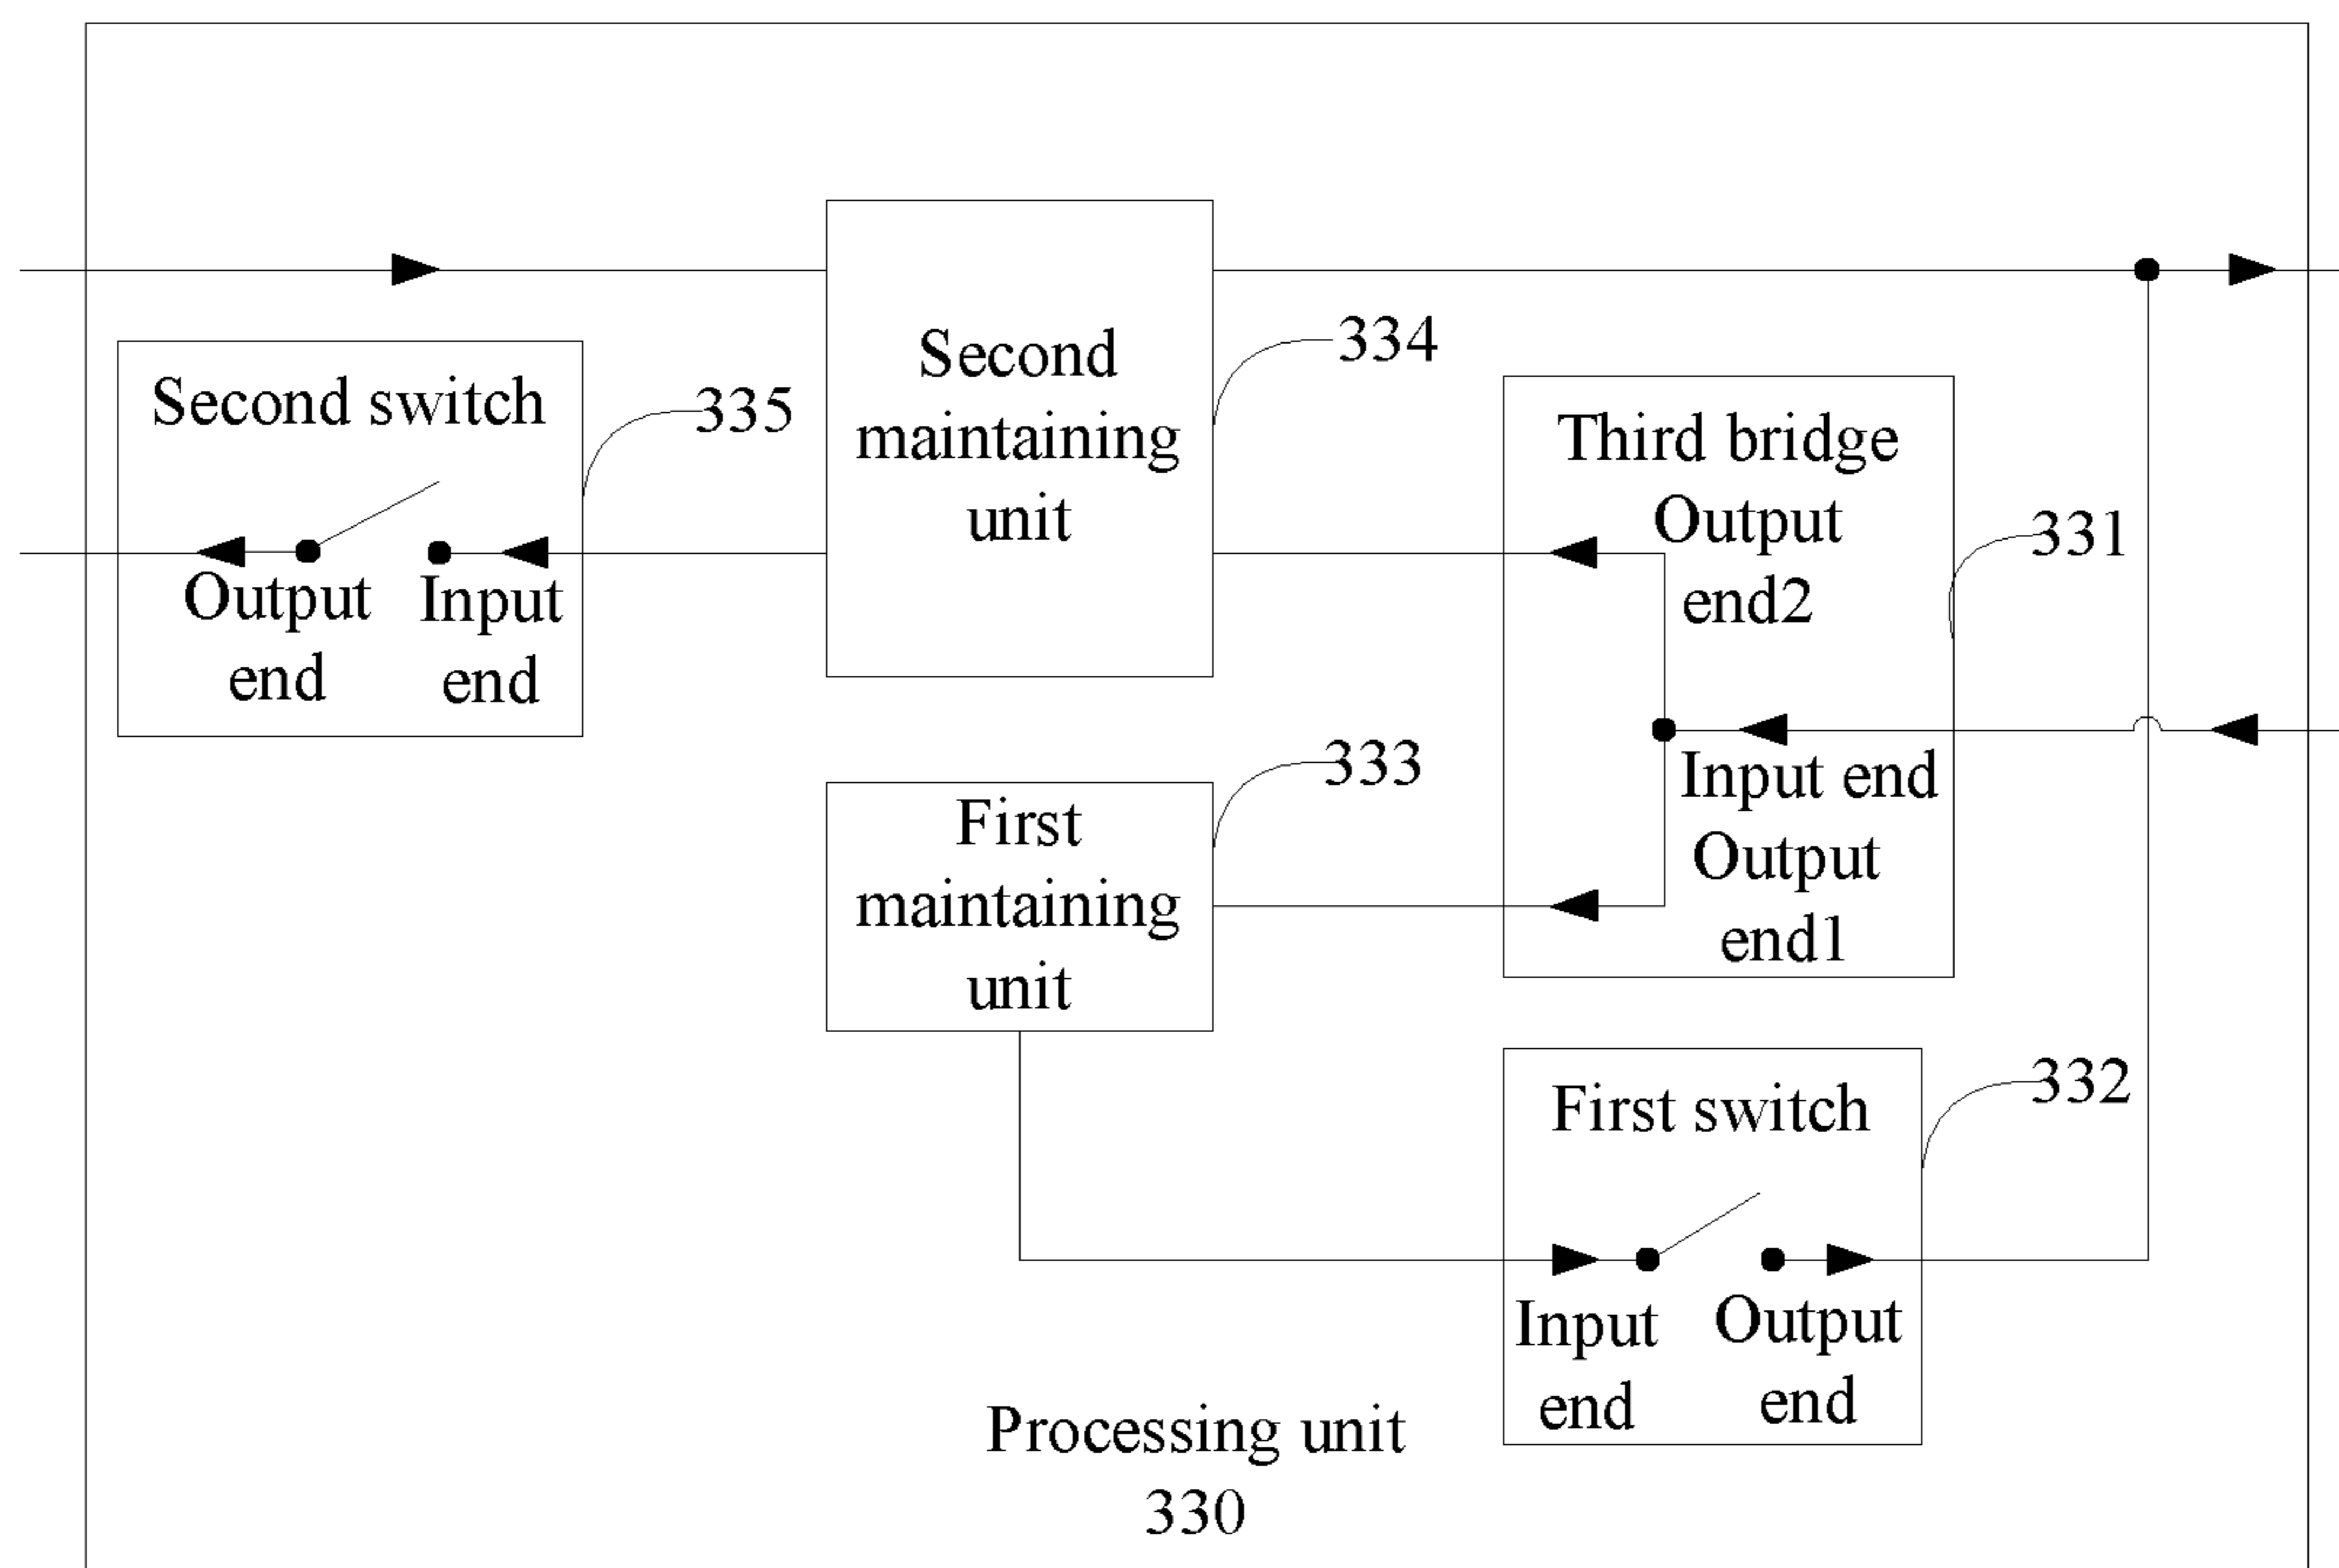 Second switch
335
Output
end
Input
end
Second
maintaining
unit
334
Third bridge
Output
end2
331
Input end
Output
end1
First
maintaining
unit
333
First switch
332
Input
end
Output
end
Processing unit
330